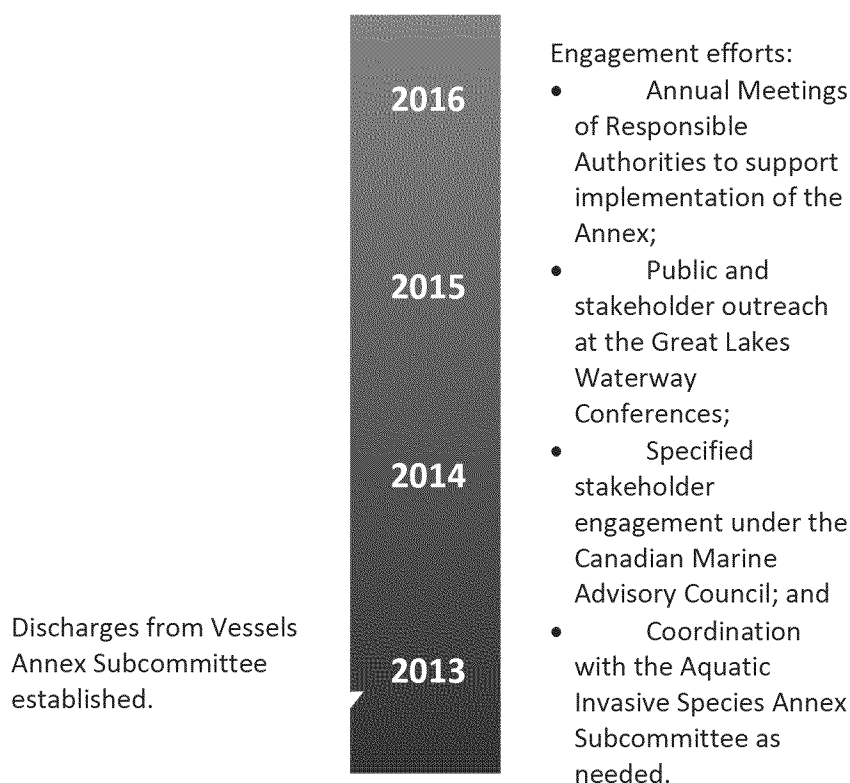 2016
2015
2014
2013
Discharges from Vessels
Annex Subcommittee
established.
Engagement efforts:
• Annual Meetings
of Responsible
Authorities to support
implementation of the
Annex;
• Public and
stakeholder outreach
at the Great Lakes
Waterway
Conferences;
• Specified
stakeholder
engagement under the
Canadian Marine
Advisory Council; and
• Coordination
with the Aquatic
Invasive Species Annex
Subcommittee as
needed.